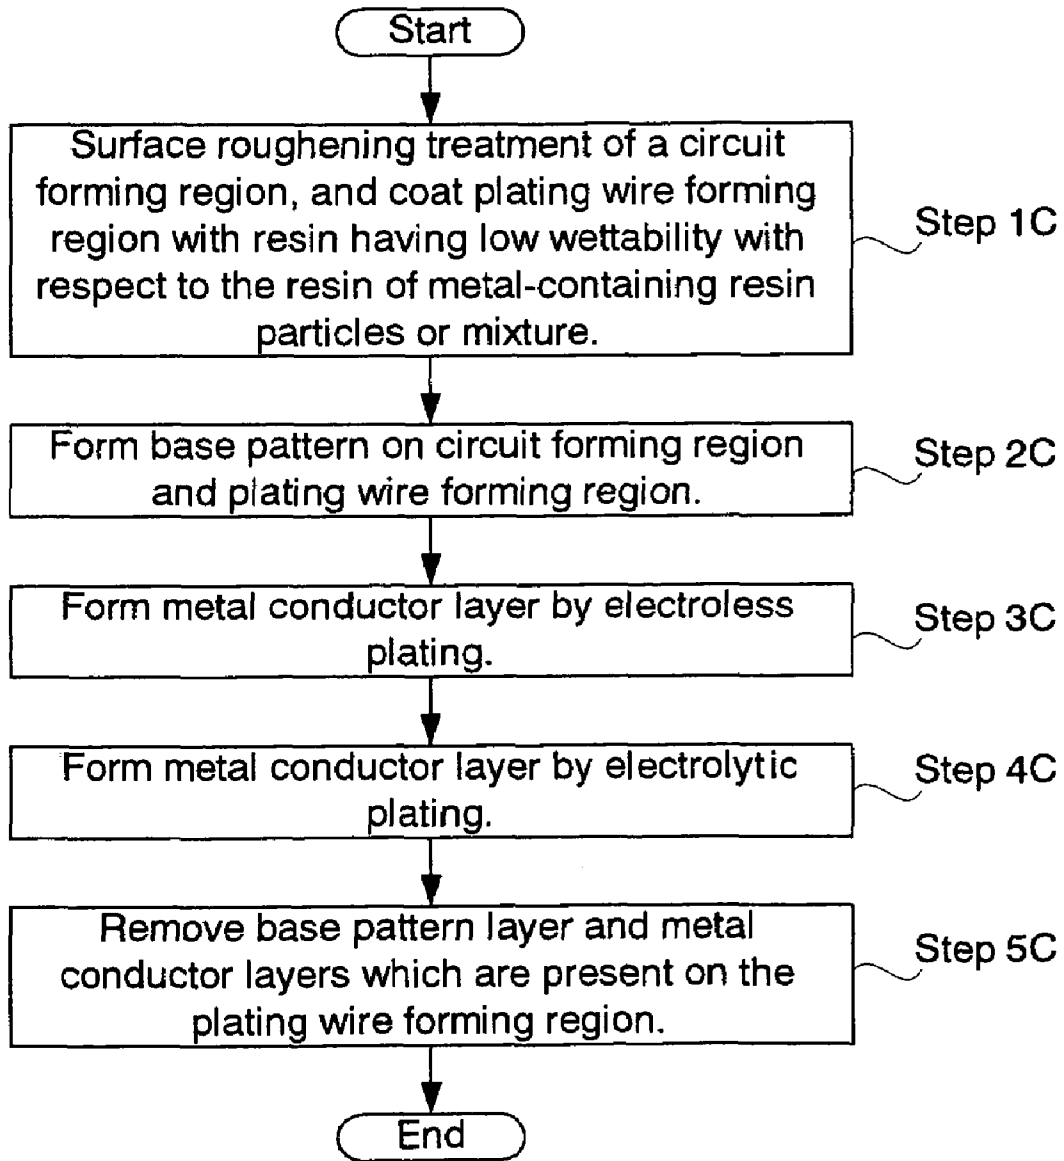 Start
Surface roughening treatment of a circuit
forming region, and coat plating wire forming
region with resin having low wettability with
respect to the resin of metal-containing resin
particles or mixture.
Step 1C
Form base pattern on circuit forming region
and plating wire forming region.
Step 2C
Form metal conductor layer by electroless
plating.
Step 3C
Form metal conductor layer by electrolytic
plating.
Step 4C
Remove base pattern layer and metal
conductor layers which are present on the
plating wire forming region.
Step 5C
End